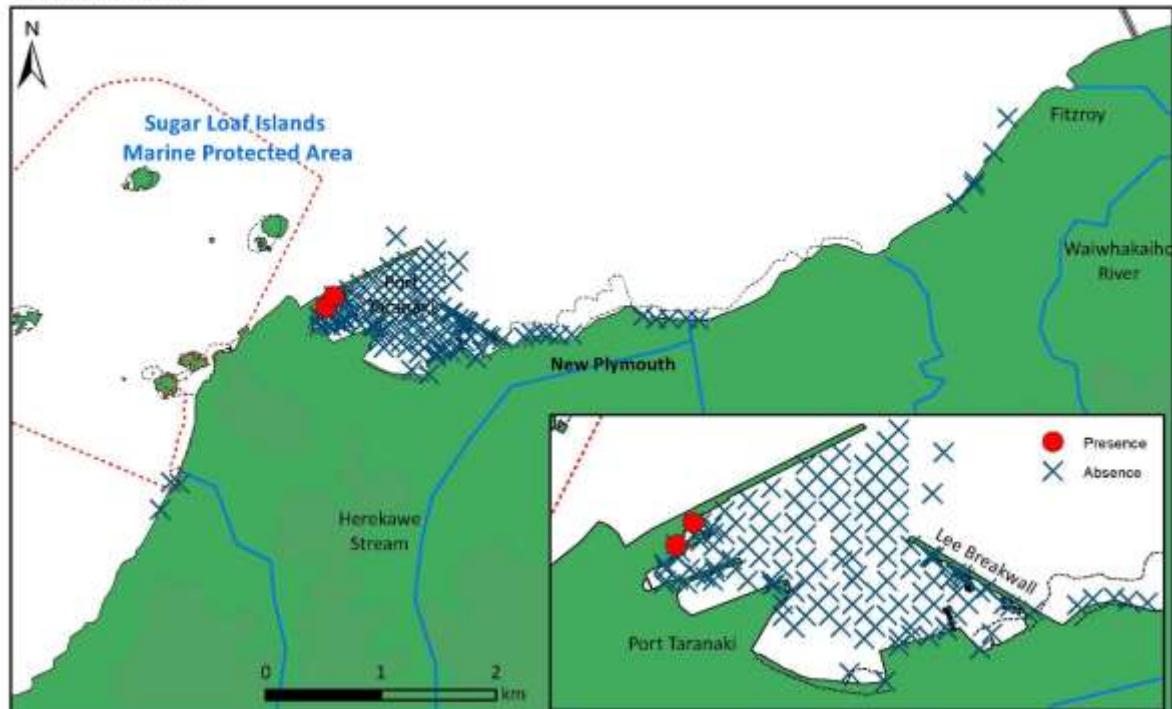 N
Sugar Loaf Islands
Marine Protected Area
Fitzroy
Waiwhakaiho
River
Port
Taranaki
New Plymouth
Herekawe
Stream
0 1 2
km
Presence
Absence
Lee Breakwall
Port Taranaki